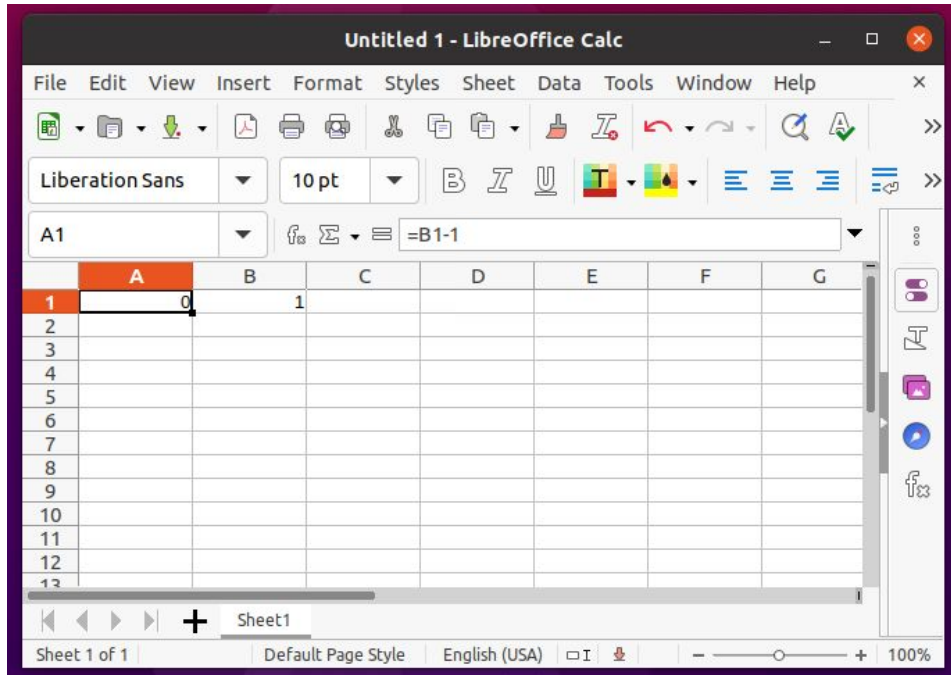 Untitled 1 - LibreOffice Calc
File Edit View Insert Format Styles Sheet Data Tools Window Help
Liberation Sans 10 pt B I U T
A1 =B1-1
A B C D E F G
1 0 1
2
3
4
5
6
7
8
9
10
11
12
13
Sheet1
Sheet 1 of 1 Default Page Style English (USA) 100%